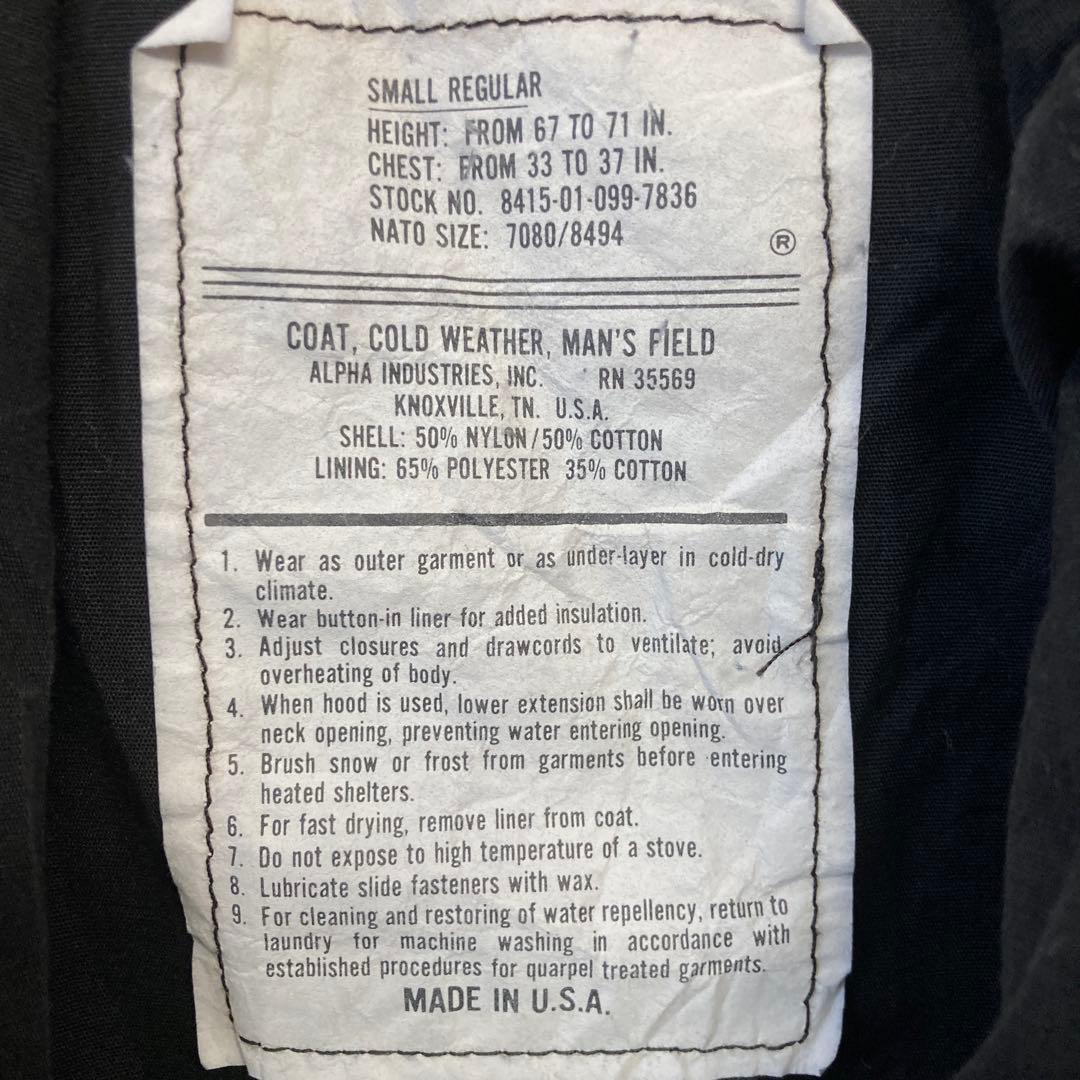 SMALL REGULAR
HEIGHT: FROM 67 TO 71 IN.
CHEST: FROM 33 TO 37 IN.
STOCK NO. 8415-01-099-7836
NATO SIZE: 7080/8494
®
COAT, COLD WEATHER, MAN'S FIELD
ALPHA INDUSTRIES, INC. RN 35569
KNOXVILLE, TN. U.S.A.
SHELL: 50% NYLON/50% COTTON
LINING: 65% POLYESTER 35% COTTON
1. Wear as outer garment or as under-layer in cold-dry
climate.
2. Wear button-in liner for added insulation.
3. Adjust closures and drawcords to ventilate; avoid
overheating of body.
4. When hood is used, lower extension shall be worn over
neck opening, preventing water entering opening.
5. Brush snow or frost from garments before entering
heated shelters.
6. For fast drying, remove liner from coat.
7. Do not expose to high temperature of a stove.
8. Lubricate slide fasteners with wax.
9. For cleaning and restoring of water repellency, return to
laundry for machine washing in accordance with
established procedures for quarpel treated garments.
MADE IN U.S.A.